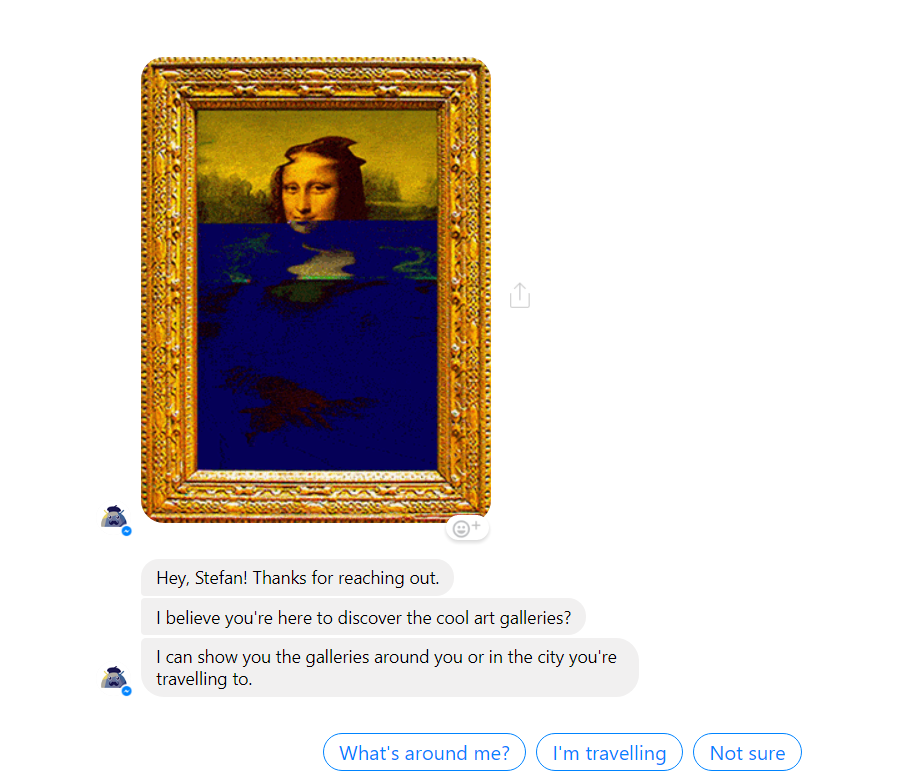 Hey, Stefan! Thanks for reaching out.
I believe you're here to discover the cool art galleries?
I can show you the galleries around you or in the city you're
travelling to.
What's around me?
I'm travelling
Not sure